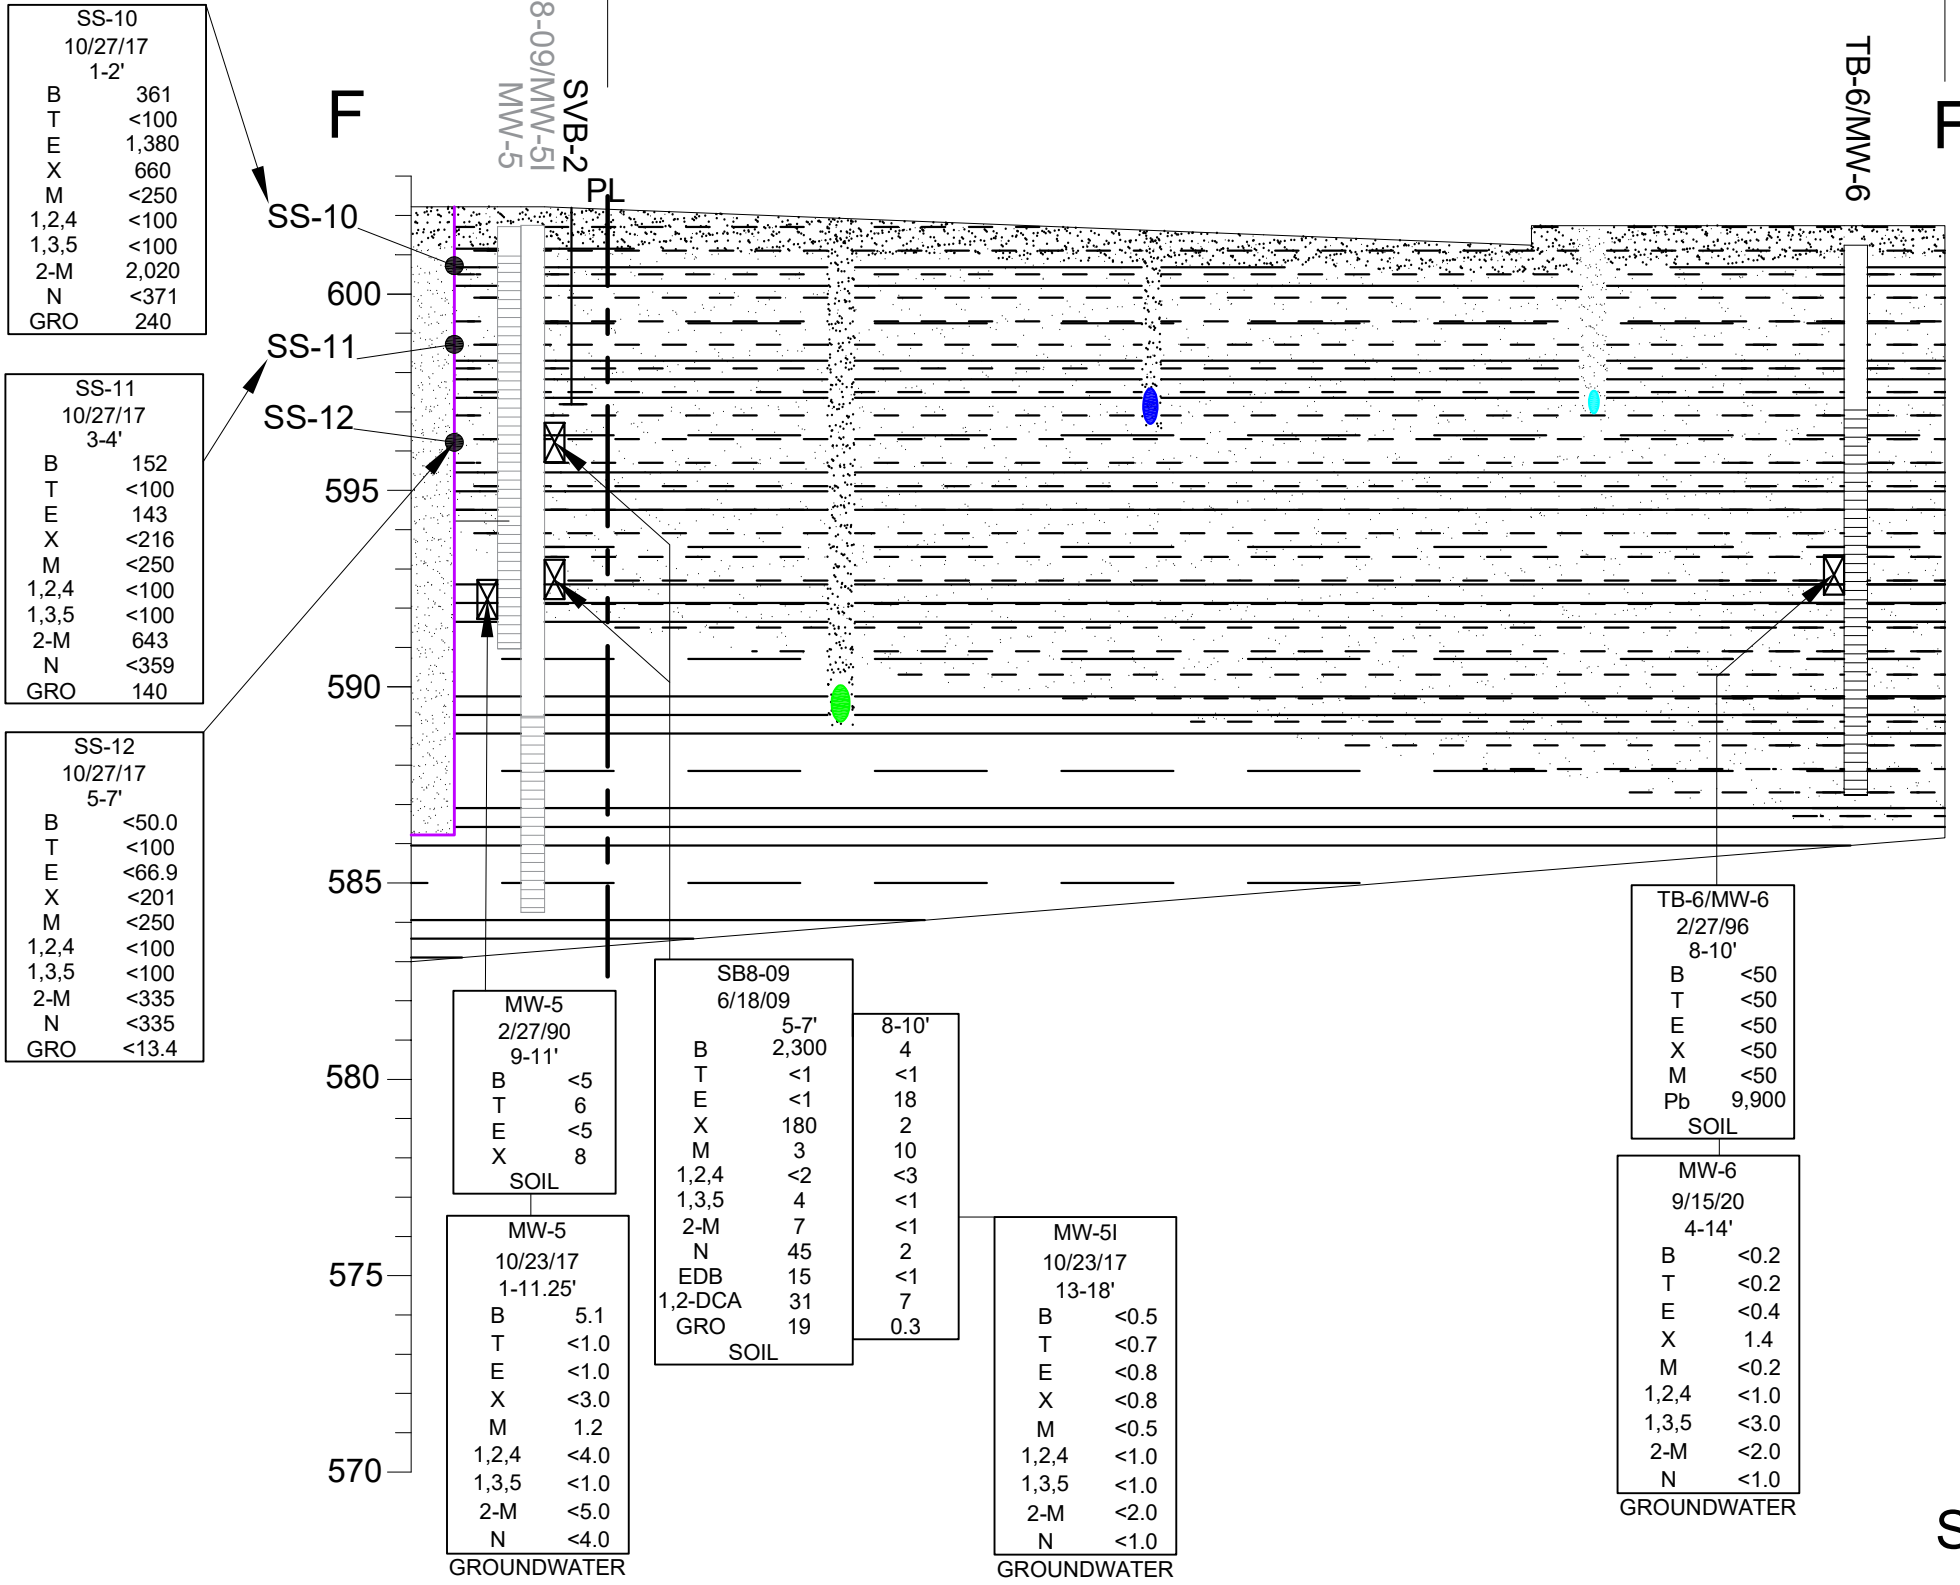 SS-10
10/27/17
1-2'
B 361
T <100
E 1,380
X 660
M <250
1,2,4 <100
1,3,5 <100
2-M 2,020
N <371
GRO 240
SS-11
10/27/17
3-4'
B 152
T <100
E 143
X <216
M <250
1,2,4 <100
1,3,5 <100
2-M 643
N <359
GRO 140
SS-12
10/27/17
5-7'
B <50.0
T <100
E <66.9
X <201
M <250
1,2,4 <100
1,3,5 <100
2-M <335
N <335
GRO <13.4
F
MW-5
8-09/MW-5I
SVB-2
PL
TB-6/MW-6
SS-10
SS-11
SS-12
600
595
590
585
580
575
570
MW-5
2/27/90
9-11'
B <5
T 6
E <5
X 8
SOIL
MW-5
10/23/17
1-11.25'
B 5.1
T <1.0
E <1.0
X <3.0
M 1.2
1,2,4 <4.0
1,3,5 <1.0
2-M <5.0
N <4.0
GROUNDWATER
SB8-09
6/18/09
5-7' 8-10'
B 2,300 4
T <1 <1
E <1 18
X 180 2
M 3 10
1,2,4 <2 <3
1,3,5 4 <1
2-M 7 <1
N 45 2
EDB 15 <1
1,2-DCA 31 7
GRO 19 0.3
SOIL
MW-5I
10/23/17
13-18'
B <0.5
T <0.7
E <0.8
X <0.8
M <0.5
1,2,4 <1.0
1,3,5 <1.0
2-M <2.0
N <1.0
GROUNDWATER
TB-6/MW-6
2/27/96
8-10'
B <50
T <50
E <50
X <50
M <50
Pb 9,900
SOIL
MW-6
9/15/20
4-14'
B <0.2
T <0.2
E <0.4
X 1.4
M <0.2
1,2,4 <1.0
1,3,5 <3.0
2-M <2.0
N <1.0
GROUNDWATER